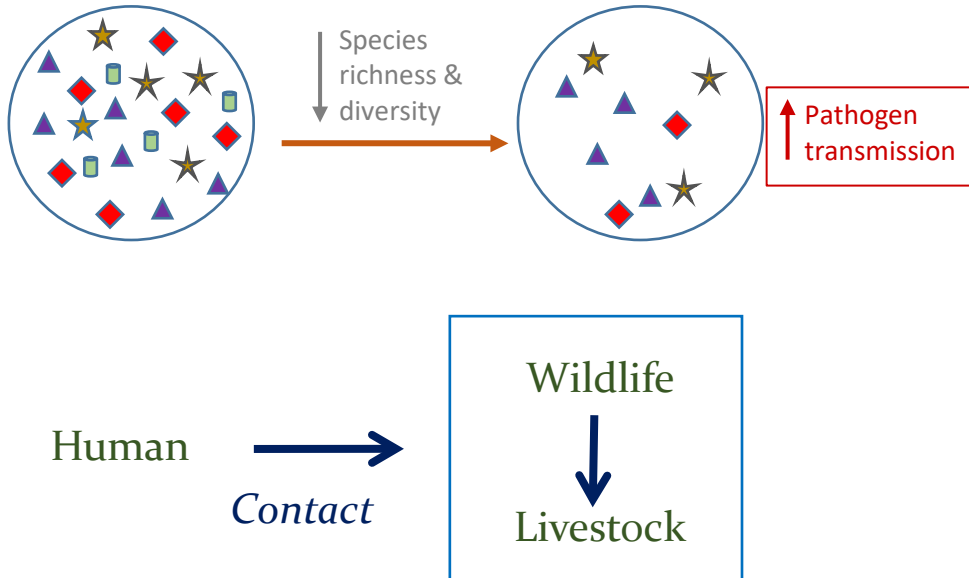 Species
richness &
diversity
Pathogen
transmission
Wildlife
Human
Contact
Livestock